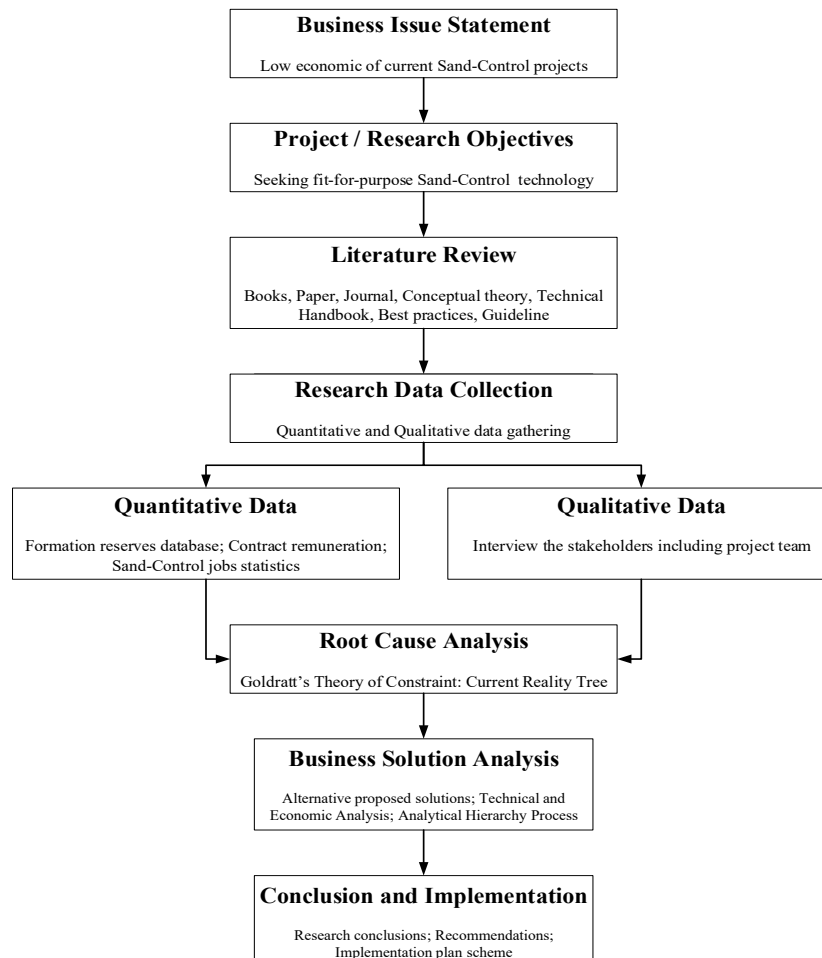 Business Issue Statement
Low economic of current Sand-Control projects
Project / Research Objectives
Seeking fit-for-purpose Sand-Control technology
Literature Review
Books, Paper, Journal, Conceptual theory, Technical
Handbook, Best practices, Guideline
Research Data Collection
Quantitative and Qualitative data gathering
Quantitative Data
Formation reserves database; Contract remuneration;
Sand-Control jobs statistics
Qualitative Data
Interview the stakeholders including project team
Root Cause Analysis
Goldratt’s Theory of Constraint: Current Reality Tree
Business Solution Analysis
Alternative proposed solutions; Technical and
Economic Analysis; Analytical Hierarchy Process
Conclusion and Implementation
Research conclusions; Recommendations;
Implementation plan scheme